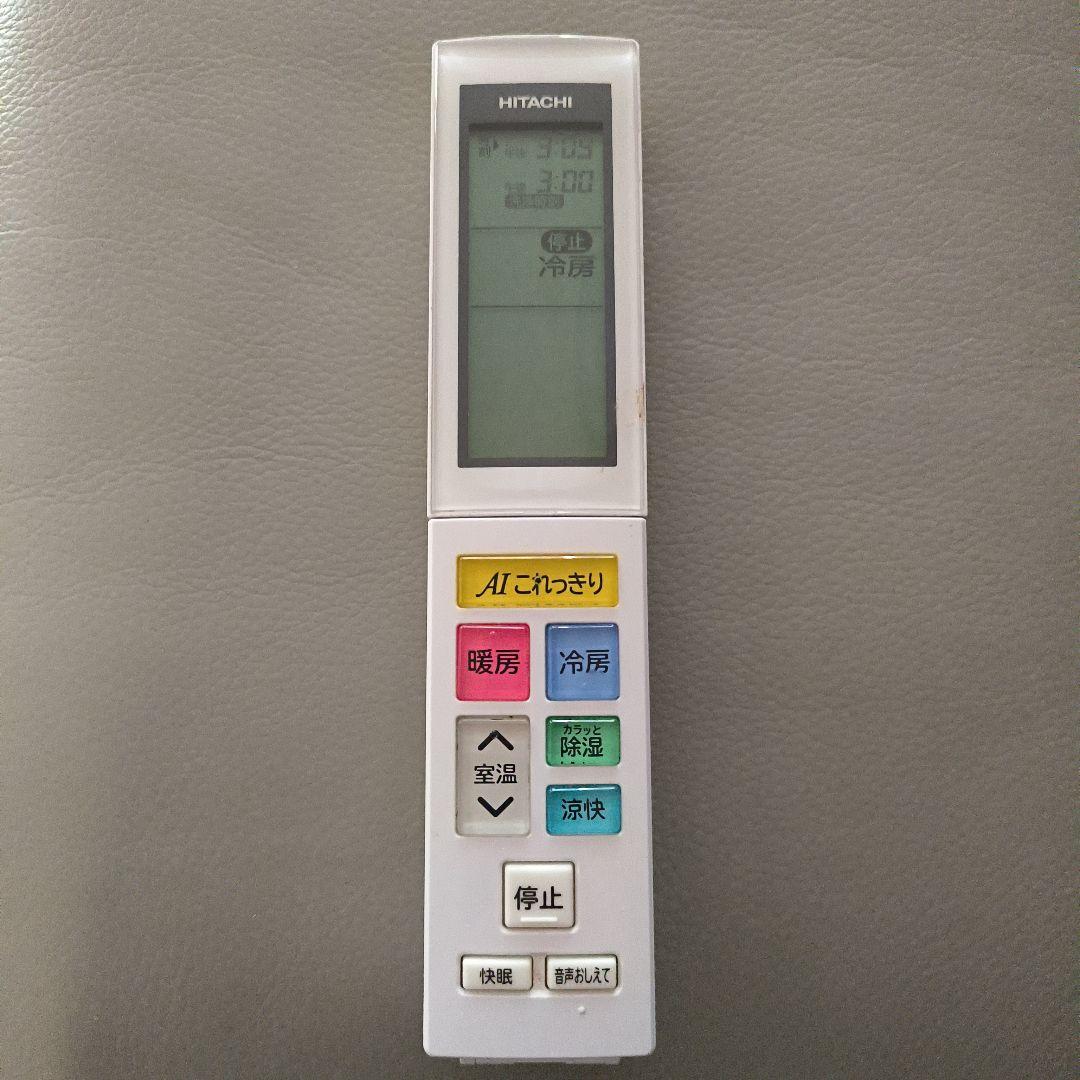 HITACHI
午後 3:05
3:00
停止
冷房
AIこれっきり
暖房
冷房
室温
カラッと
除湿
涼快
停止
快眠
音声おしえて